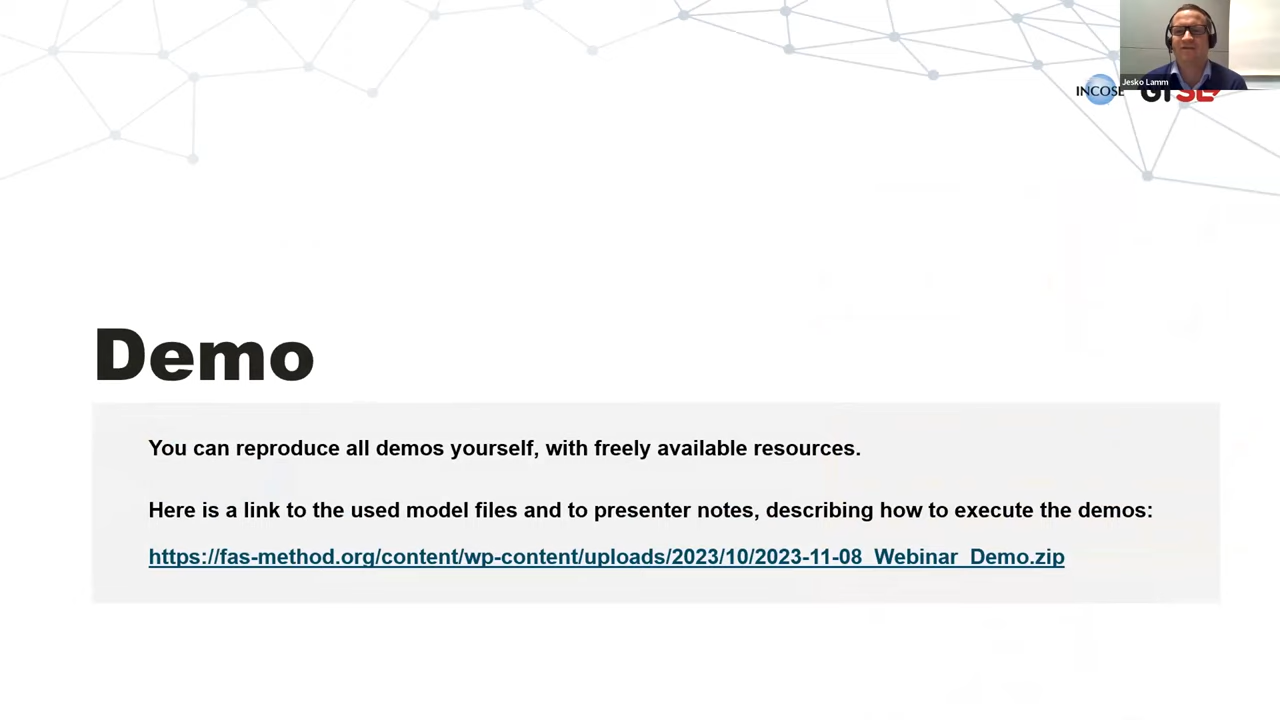 Jesko Lamm
INCOSE
Demo
You can reproduce all demos yourself, with freely available resources.
Here is a link to the used model files and to presenter notes, describing how to execute the demos:
https://fas-method.org/content/wp-content/uploads/2023/10/2023-11-08_Webinar_Demo.zip